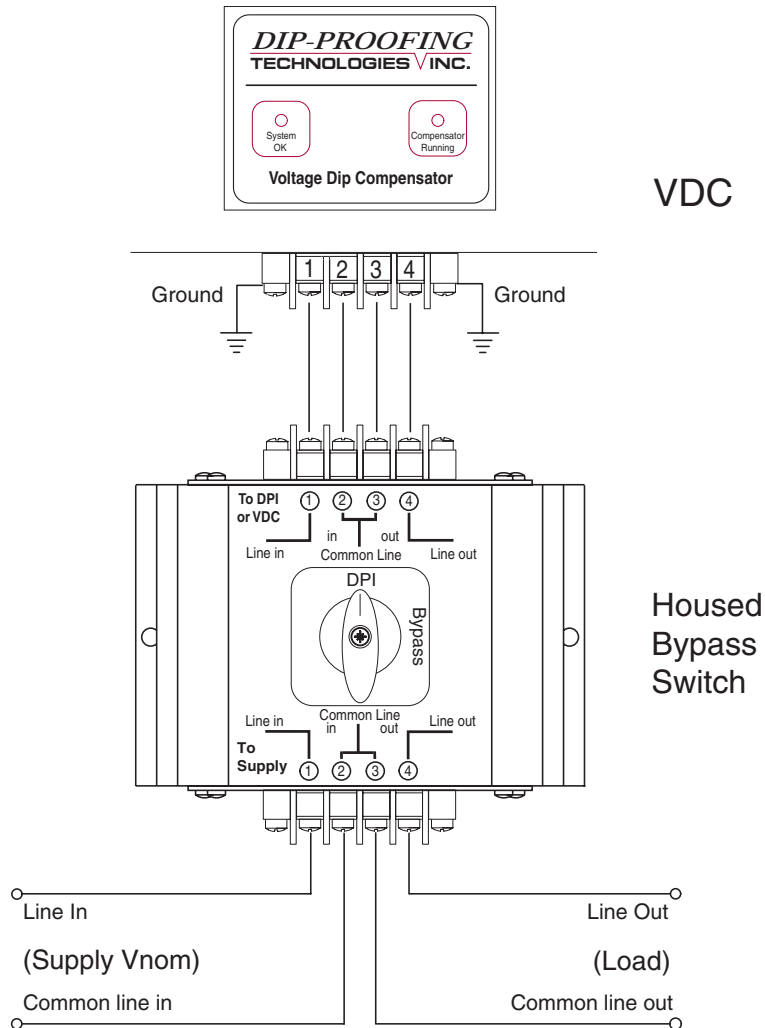 DIP-PROOFING
TECHNOLOGIES INC.
System
OK
Compensator
Running
Voltage Dip Compensator
VDC
1 2 3 4
Ground
Ground
To DPI
or VDC
1 2 3 4
in out
Line in
Common Line
Line out
DPI
Bypass
Housed
Bypass
Switch
Line in
Common Line
in out
Line out
To
Supply
1 2 3 4
Line In
Line Out
(Supply Vnom)
(Load)
Common line in
Common line out